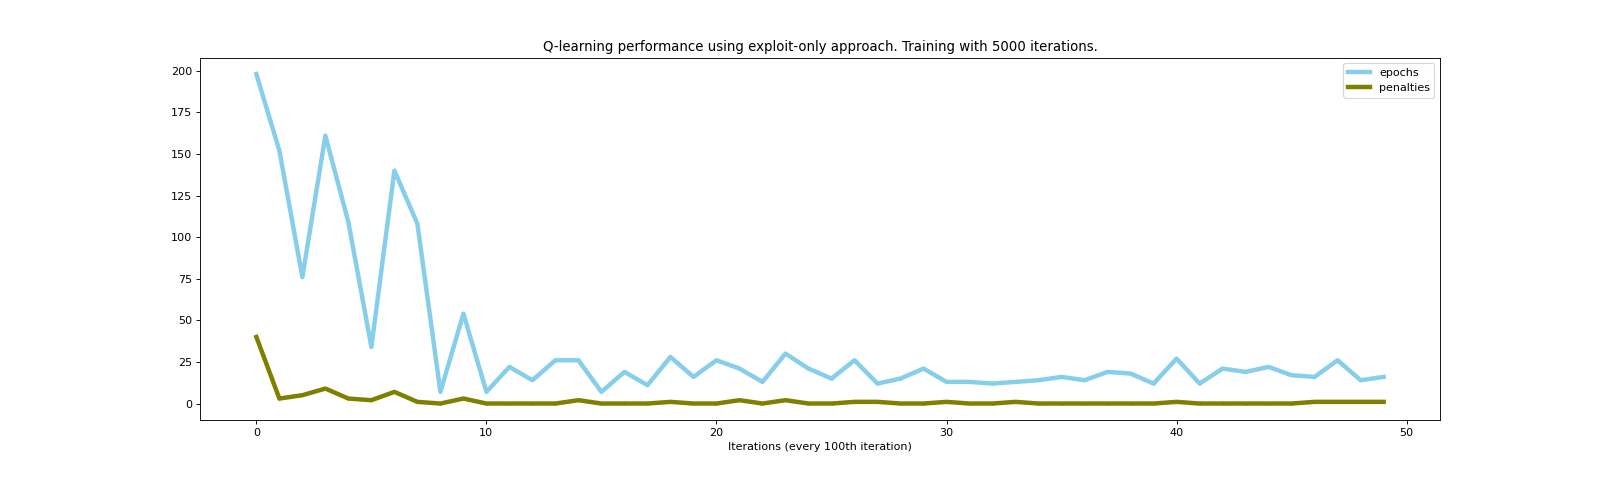 Q-learning performance using exploit-only approach. Training with 5000 iterations.
epochs
penalties
200
175
150
125
100
75
50
25
0
0 10 20 30 40 50
Iterations (every 100th iteration)